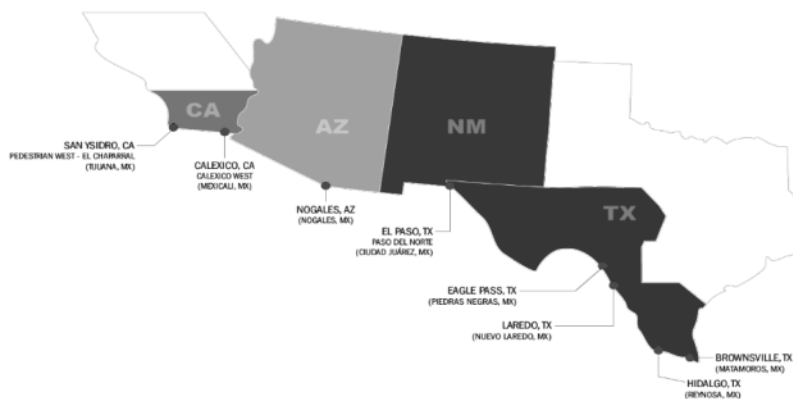 CA
AZ
NM
TX
SAN YSIDRO, CA
PEDESTRIAN WEST - EL CHAPARRAL
(TIJUANA, MX)
CALEXICO, CA
CALEXICO WEST
(MEXICALI, MX)
NOGALES, AZ
(NOGALES, MX)
EL PASO, TX
PASO DEL NORTE
(CIUDAD JUÁREZ, MX)
EAGLE PASS, TX
(PIEDRAS NEGRAS, MX)
LAREDO, TX
(NUEVO LAREDO, MX)
BROWNSVILLE, TX
(MATAMOROS, MX)
HIDALGO, TX
(REYNOSA, MX)